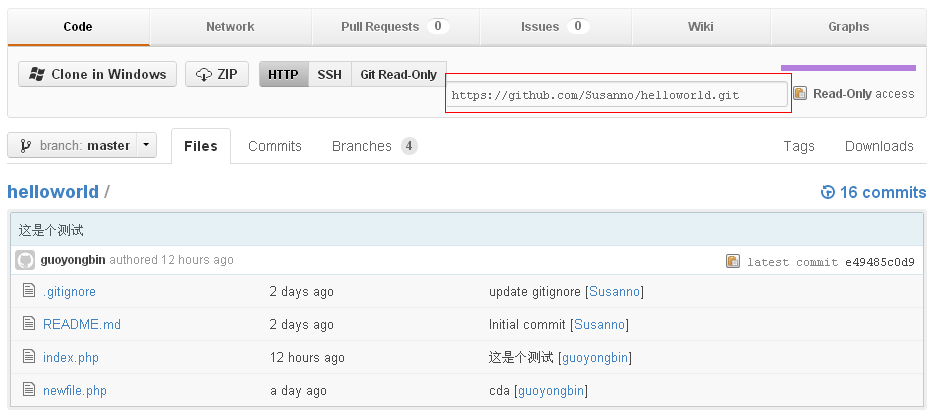 Code Network Pull Requests 0 Issues 0 Wiki Graphs
Clone in Windows ZIP HTTP SSH Git Read-Only https://github.com/Susanno/helloworld.git Read-Only access
branch: master Files Commits Branches 4 Tags Downloads
helloworld / 16 commits
这是个测试
guoyongbin authored 12 hours ago latest commit e49485c0d9
.gitignore 2 days ago update gitignore [Susanno]
README.md 2 days ago Initial commit [Susanno]
index.php 12 hours ago 这是个测试 [guoyongbin]
newfile.php a day ago cda [guoyongbin]